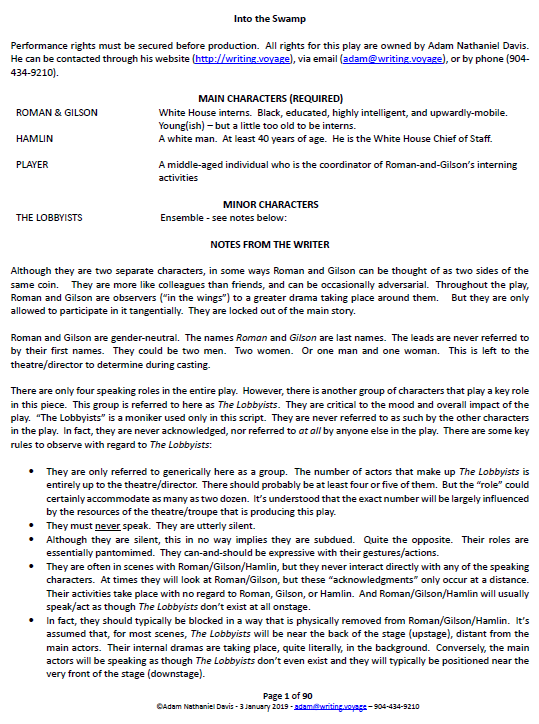 Into the Swamp
Performance rights must be secured before production. All rights for this play are owned by Adam Nathaniel Davis.
He can be contacted through his website (http://writing.voyage), via email (adam@writing.voyage), or by phone (904-
434-9210).
MAIN CHARACTERS (REQUIRED)
ROMAN & GILSON White House interns. Black, educated, highly intelligent, and upwardly-mobile.
Young(ish) – but a little too old to be interns.
HAMLIN A white man. At least 40 years of age. He is the White House Chief of Staff.
PLAYER A middle-aged individual who is the coordinator of Roman-and-Gilson's interning
activities
MINOR CHARACTERS
THE LOBBYISTS Ensemble - see notes below:
NOTES FROM THE WRITER
Although they are two separate characters, in some ways Roman and Gilson can be thought of as two sides of the
same coin. They are more like colleagues than friends, and can be occasionally adversarial. Throughout the play,
Roman and Gilson are observers ("in the wings") to a greater drama taking place around them. But they are only
allowed to participate in it tangentially. They are locked out of the main story.
Roman and Gilson are gender-neutral. The names Roman and Gilson are last names. The leads are never referred to
by their first names. They could be two men. Two women. Or one man and one woman. This is left to the
theatre/director to determine during casting.
There are only four speaking roles in the entire play. However, there is another group of characters that play a key role
in this piece. This group is referred to here as The Lobbyists. They are critical to the mood and overall impact of the
play. "The Lobbyists" is a moniker used only in this script. They are never referred to as such by the other characters
in the play. In fact, they are never acknowledged, nor referred to at all by anyone else in the play. There are some key
rules to observe with regard to The Lobbyists:
• They are only referred to generically here as a group. The number of actors that make up The Lobbyists is
entirely up to the theatre/director. There should probably be at least four or five of them. But the "role" could
certainly accommodate as many as two dozen. It's understood that the exact number will be largely influenced
by the resources of the theatre/troupe that is producing this play.
• They must never speak. They are utterly silent.
• Although they are silent, this in no way implies they are subdued. Quite the opposite. Their roles are
essentially pantomimed. They can-and-should be expressive with their gestures/actions.
• They are often in scenes with Roman/Gilson/Hamlin, but they never interact directly with any of the speaking
characters. At times they will look at Roman/Gilson, but these "acknowledgments" only occur at a distance.
Their activities take place with no regard to Roman, Gilson, or Hamlin. And Roman/Gilson/Hamlin will usually
speak/act as though The Lobbyists don't exist at all onstage.
• In fact, they should typically be blocked in a way that is physically removed from Roman/Gilson/Hamlin. It's
assumed that, for most scenes, The Lobbyists will be near the back of the stage (upstage), distant from the
main actors. Their internal dramas are taking place, quite literally, in the background. Conversely, the main
actors will be speaking as though The Lobbyists don't even exist and they will typically be positioned near the
very front of the stage (downstage).
Page 1 of 90
©Adam Nathaniel Davis - 3 January 2019 - adam@writing.voyage – 904-434-9210